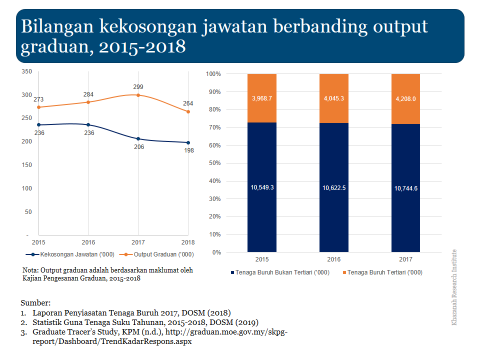 Bilangan kekosongan jawatan berbanding output
graduan, 2015-2018
350
300
250
200
150
100
50
-
273
284
299
264
236
236
206
198
2015
2016
2017
2018
Kekosongan Jawatan ('000)
Output Graduan ('000)
Nota: Output graduan adalah berdasarkan maklumat oleh
Kajian Pengesanan Graduan, 2015-2018
100%
90%
80%
70%
60%
50%
40%
30%
20%
10%
0%
3,968.7
4,045.3
4,208.0
10,549.3
10,622.5
10,744.6
2015
2016
2017
Tenaga Buruh Bukan Tertiari ('000)
Tenaga Buruh Tertiari ('000)
Khazanah Research Institute
Sumber:
1. Laporan Penyiasatan Tenaga Buruh 2017, DOSM (2018)
2. Statistik Guna Tenaga Suku Tahunan, 2015-2018, DOSM (2019)
3. Graduate Tracer's Study, KPM (n.d.), http://graduan.moe.gov.my/skpg-
report/Dashboard/TrendKadarRespons.aspx